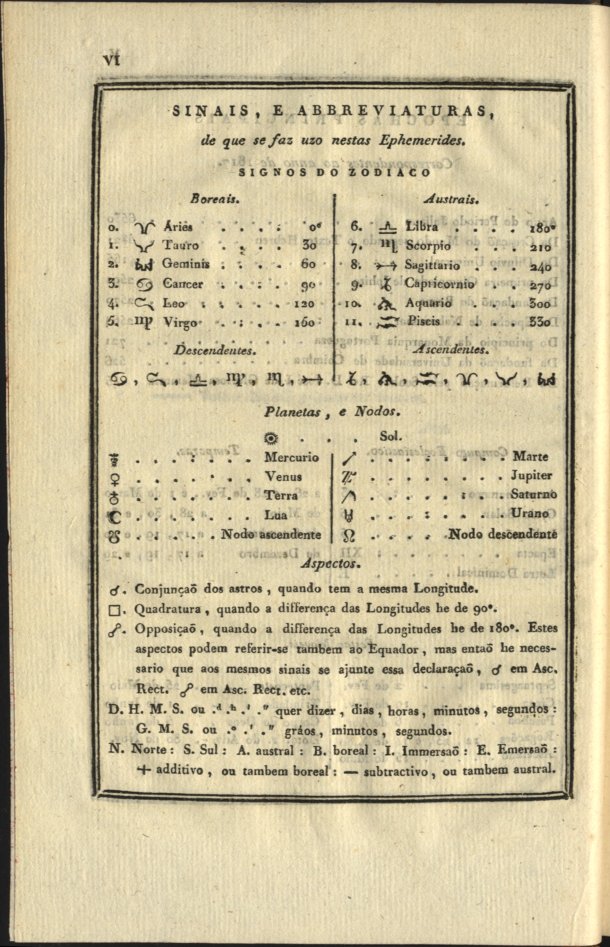 VI
SINAIS, E ABBREVIATURAS,
de que se faz uzo nestas Ephemerides.
SIGNOS DO ZODIACO
Boreais.
0. ♈ Áriés . . . . 0°
1. ♉ Tauro . . . . 30
2. ♊ Geminis . . . . 60
3. ♋ Cancer . . . . 90
4. ♌ Leo . . . . . 120
5. ♍ Virgo . . . . 160
Austrais.
6. ♎ Libra . . . . 180°
7. ♏ Scorpio . . . . 210
8. ♐ Sagittario . . . . 240
9. ♑ Capricornio . . . 270
10. ♒ Aquario . . . . 300
11. ♓ Piscis . . . . 330
Descendentes.
♋, ♌, ♎, ♍, ♏, ♐
Ascendentes.
♑, ♒, ♓, ♈, ♉, ♊
Planetas, e Nodos.
☼ . . . Sol.
☿ . . . . . . . Mercurio
♀ . . . . . . . Venus
♁ . . . . . . . Terra
☾ . . . . . . . Lua
☋ . . . . . Nodo ascendente
♂ . . . . . . . . Marte
♃ . . . . . . . . Jupiter
♄ . . . . . . . . Saturno
♅ . . . . . . . . Urano
☊ . . . . . Nodo descendente
Aspectos.
☌. Conjunçaõ dos astros, quando tem a mesma Longitude.
□. Quadratura, quando a differença das Longitudes he de 90°.
☍. Opposiçaõ, quando a differença das Longitudes he de 180°. Estes
aspectos podem referir-se tambem ao Equador, mas entaõ he neces-
sario que aos mesmos sinais se ajunte essa declaraçaõ, ☌ em Asc.
Rect. ☍ em Asc. Rect. etc.
D. H. M. S. ou .ᵈ .ʰ .' ." quer dizer, dias, horas, minutos, segundos:
G. M. S. ou .° .' ." gráos, minutos, segundos.
N. Norte: S. Sul: A. austral: B. boreal: I. Immersaõ: E. Emersaõ:
+ additivo, ou tambem boreal: — subtractivo, ou tambem austral.